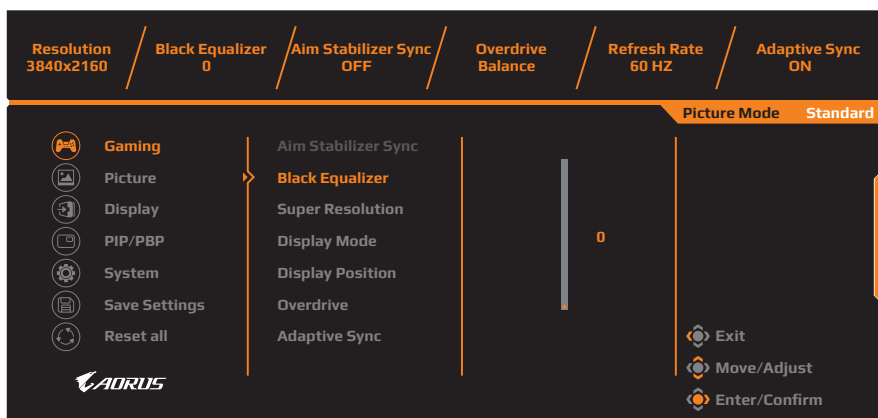 Resolution
3840x2160
Black Equalizer
0
Aim Stabilizer Sync
OFF
Overdrive
Balance
Refresh Rate
60 HZ
Adaptive Sync
ON
Picture Mode Standard
Gaming
Picture
Display
PIP/PBP
System
Save Settings
Reset all
Aim Stabilizer Sync
Black Equalizer
Super Resolution
Display Mode
Display Position
Overdrive
Adaptive Sync
0
Exit
Move/Adjust
Enter/Confirm
AORUS